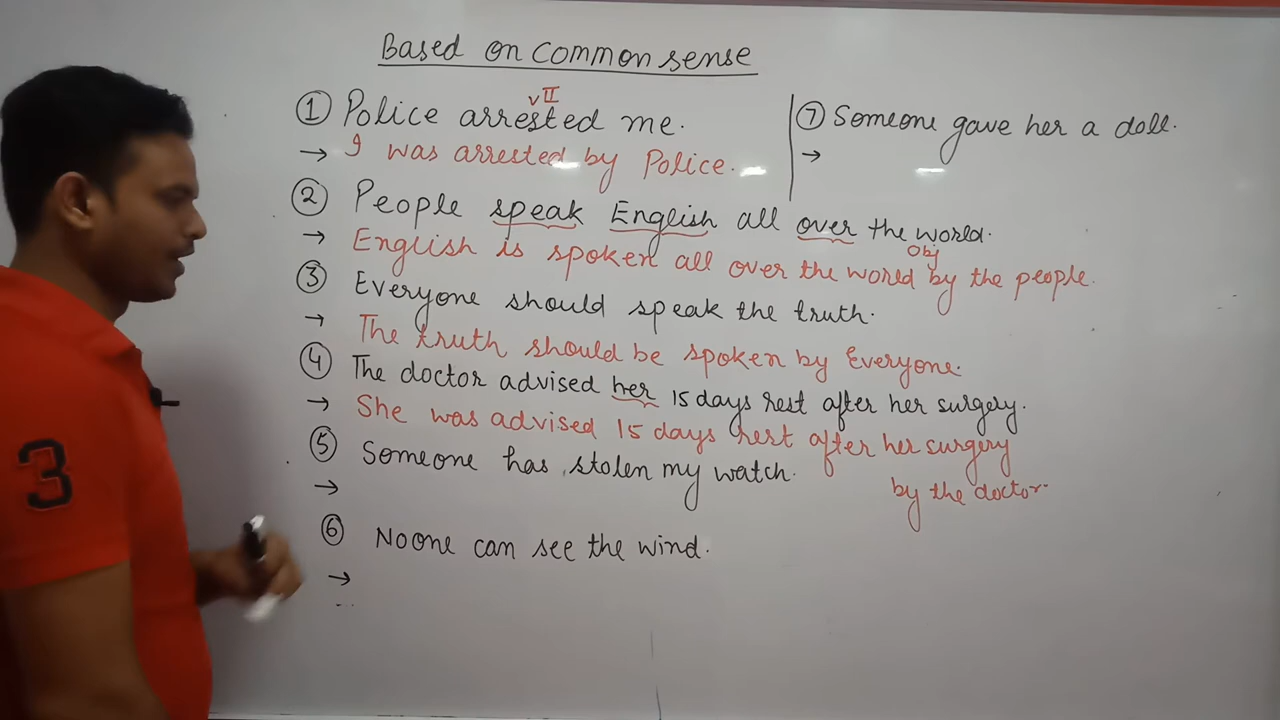 Based on Common sense
① Police arrested me.
V II
→ I was arrested by Police.
② People speak English all over the world.
→ English is spoken all over the world by the people.
Obj
③ Everyone should speak the truth.
→ The truth should be spoken by Everyone.
④ The doctor advised her 15 days rest after her surgery.
→ She was advised 15 days rest after her surgery
by the doctor.
⑤ Someone has stolen my watch.
→
⑥ Noone can see the wind.
→
⑦ Someone gave her a doll.
→
3